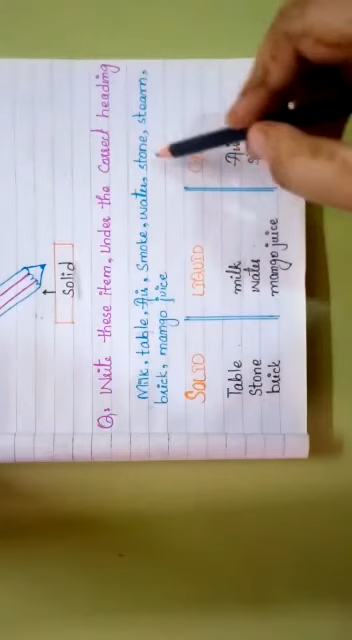 solid
Q: Write these item, Under the Correct heading
Milk, table, Air, Smoke, water, stone, steam,
brick, mango juice
SOLID LIQUID
Table milk Air
Stone water
brick mango juice